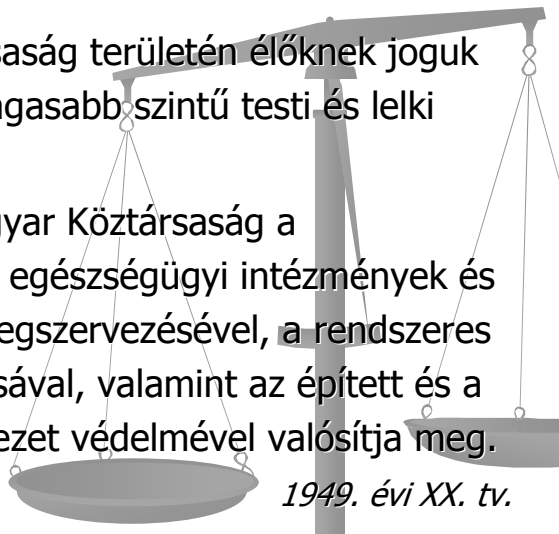 saság területén élőknek joguk
agasabb szintű testi és lelki
gyar Köztársaság a
egészségügyi intézmények és
egszervezésével, a rendszeres
sával, valamint az épített és a
ezet védelmével valósítja meg.
1949. évi XX. tv.